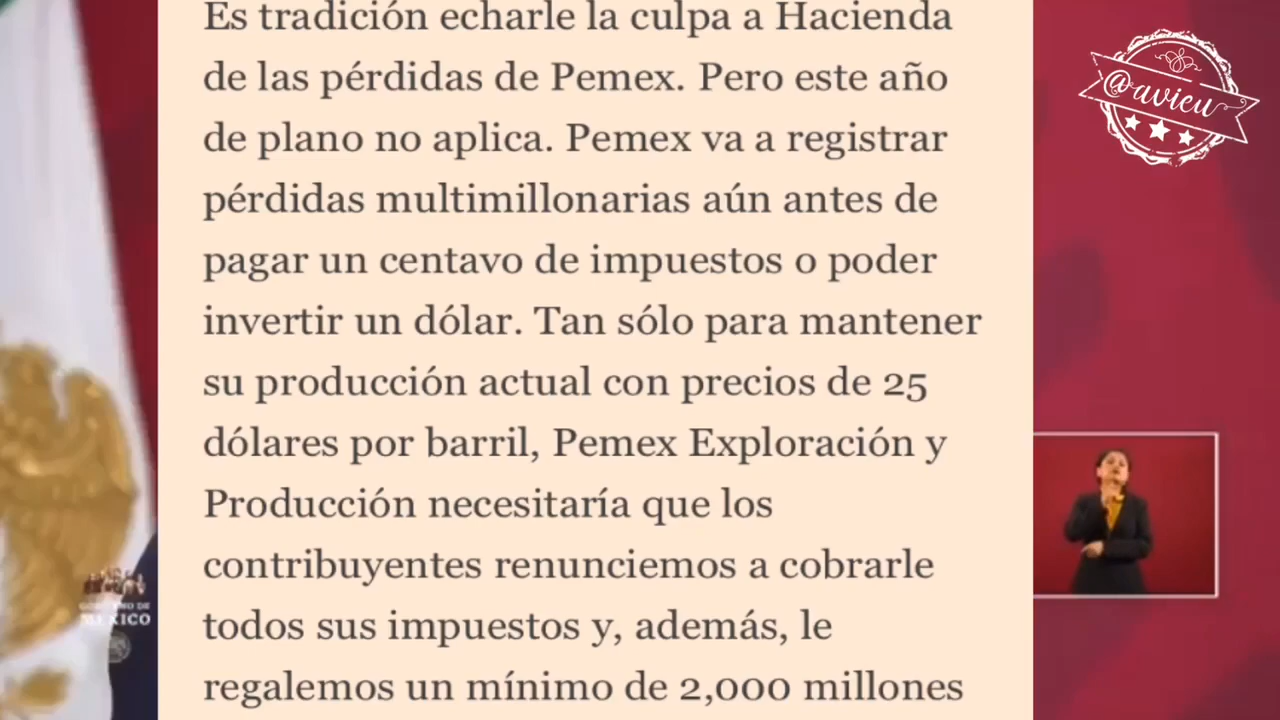 Es tradición echarle la culpa a Hacienda
de las pérdidas de Pemex. Pero este año
de plano no aplica. Pemex va a registrar
pérdidas multimillonarias aún antes de
pagar un centavo de impuestos o poder
invertir un dólar. Tan sólo para mantener
su producción actual con precios de 25
dólares por barril, Pemex Exploración y
Producción necesitaría que los
contribuyentes renunciemos a cobrarle
todos sus impuestos y, además, le
regalemos un mínimo de 2,000 millones
@avieu
GOBIERNO DE
MÉXICO